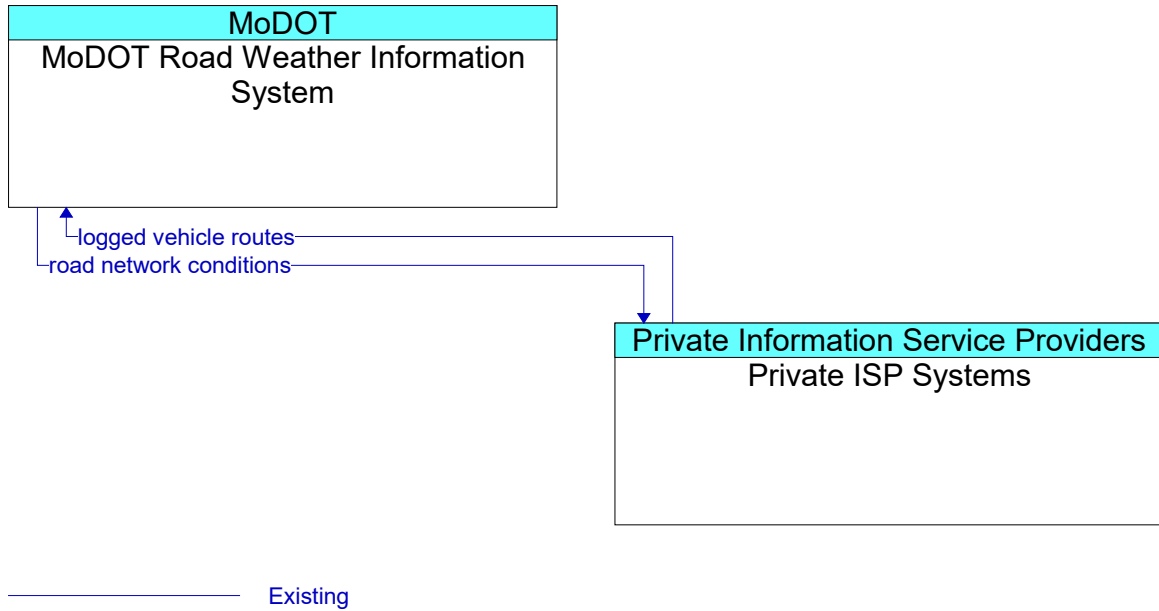 MoDOT
MoDOT Road Weather Information
System
logged vehicle routes
road network conditions
Private Information Service Providers
Private ISP Systems
Existing